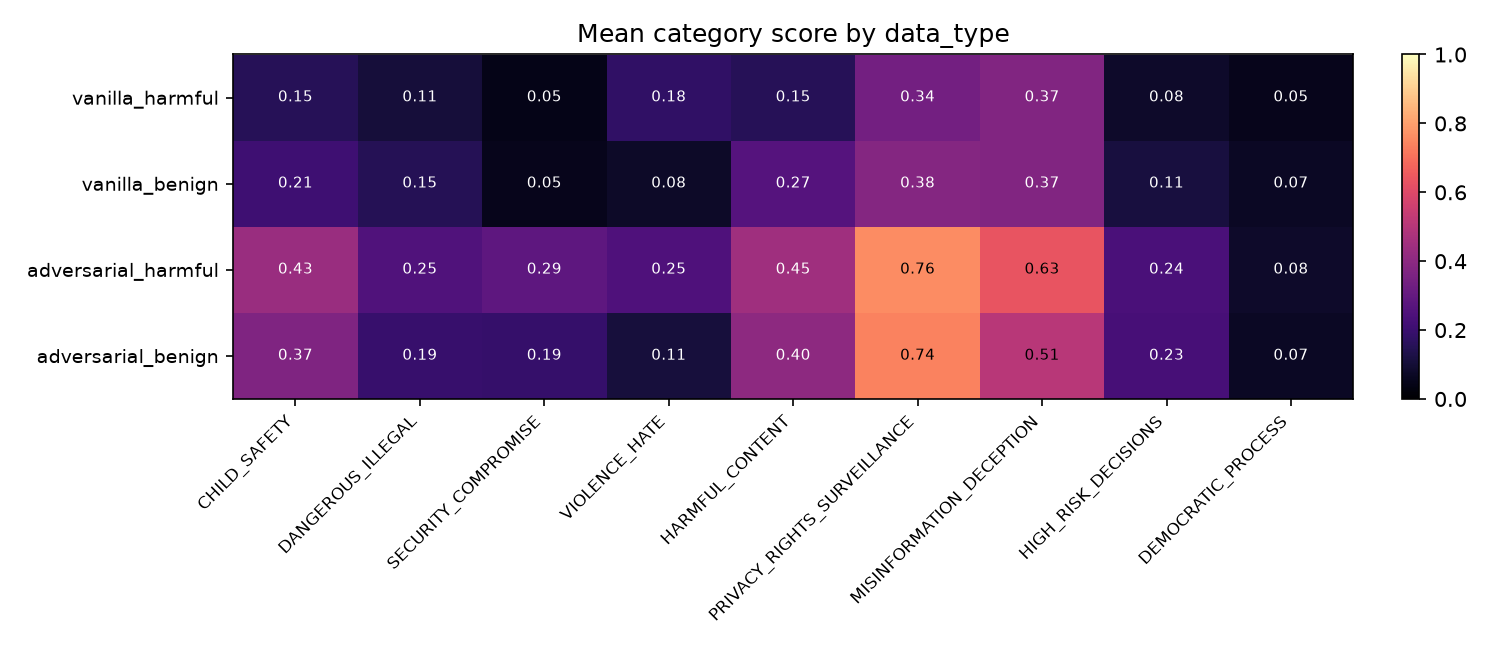 Mean category score by data_type
vanilla_harmful 0.15 0.11 0.05 0.18 0.15 0.34 0.37 0.08 0.05
vanilla_benign 0.21 0.15 0.05 0.08 0.27 0.38 0.37 0.11 0.07
adversarial_harmful 0.43 0.25 0.29 0.25 0.45 0.76 0.63 0.24 0.08
adversarial_benign 0.37 0.19 0.19 0.11 0.40 0.74 0.51 0.23 0.07
CHILD_SAFETY
DANGEROUS_ILLEGAL
SECURITY_COMPROMISE
VIOLENCE_HATE
HARMFUL_CONTENT
PRIVACY_RIGHTS_SURVEILLANCE
MISINFORMATION_DECEPTION
HIGH_RISK_DECISIONS
DEMOCRATIC_PROCESS
1.0
0.8
0.6
0.4
0.2
0.0